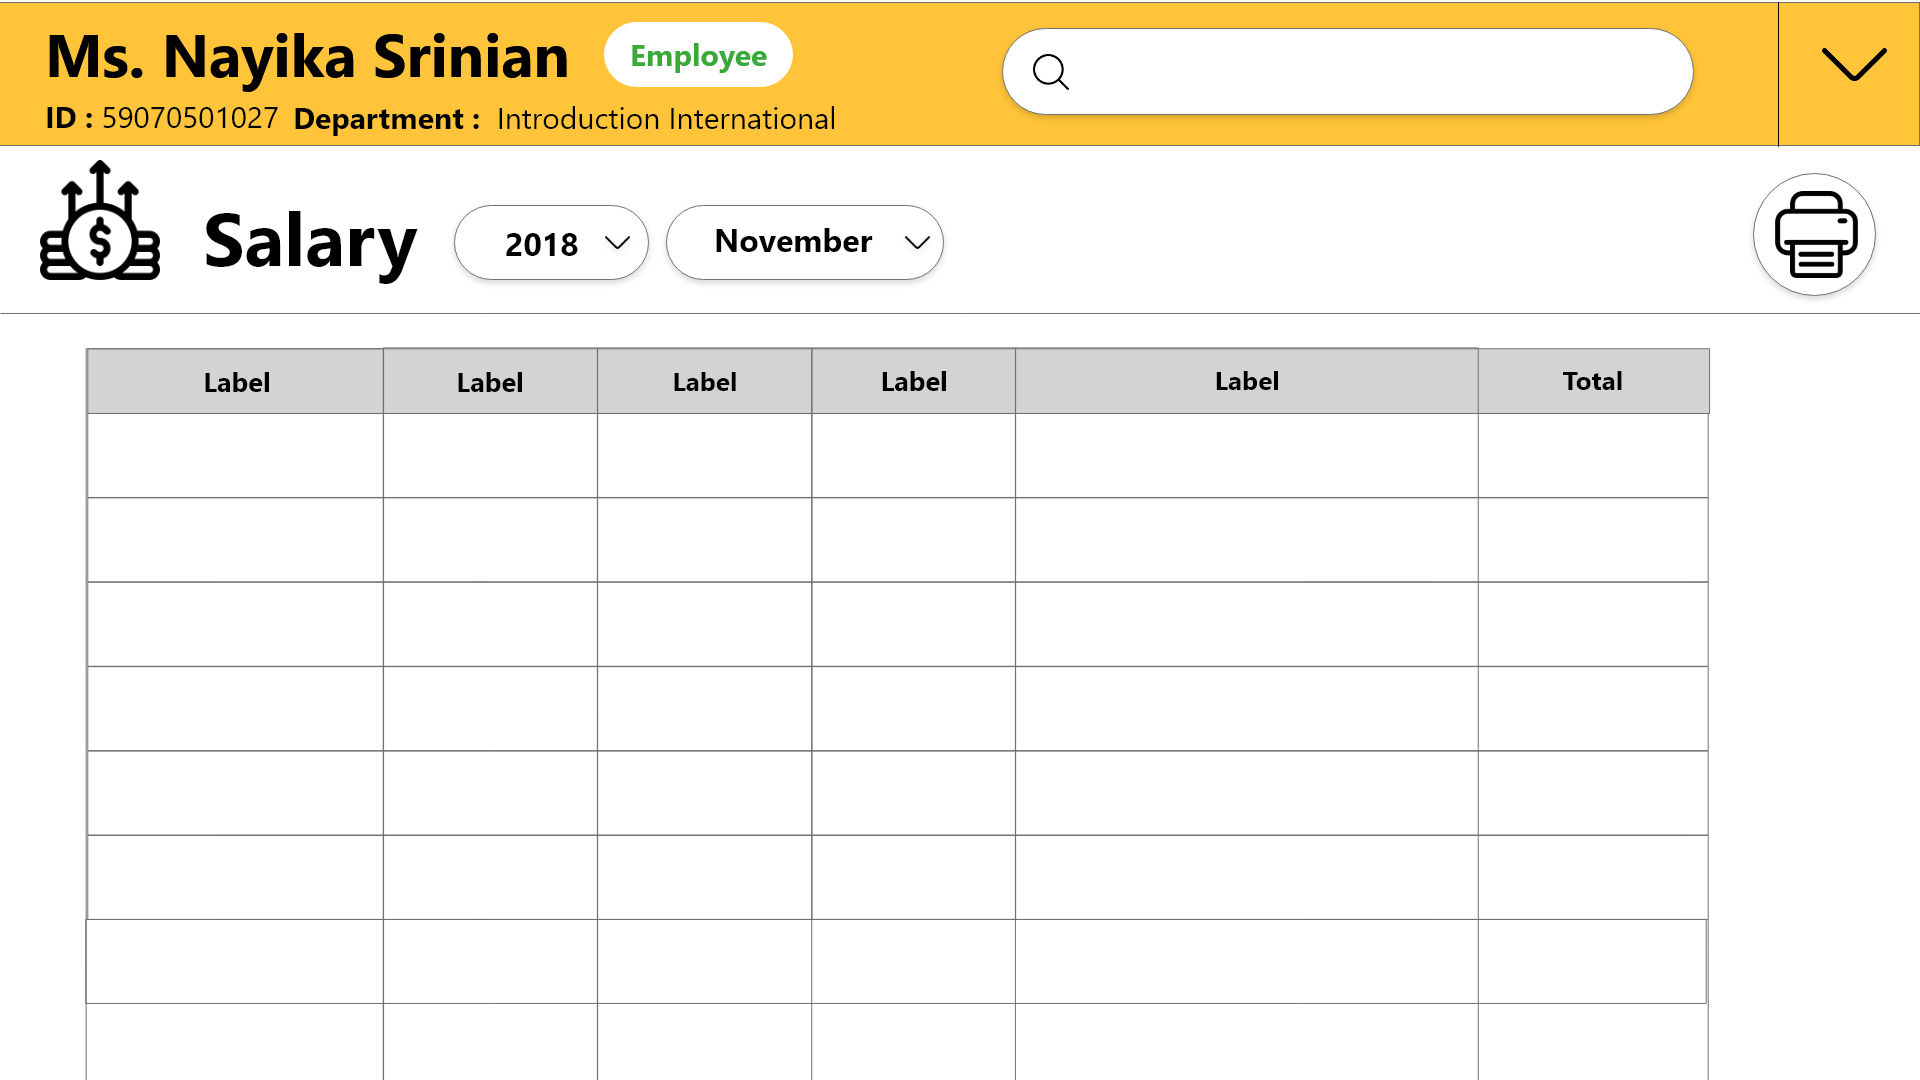 Ms. Nayika Srinian Employee
ID : 59070501027 Department : Introduction International
$ Salary 2018 November
Label Label Label Label Label Total